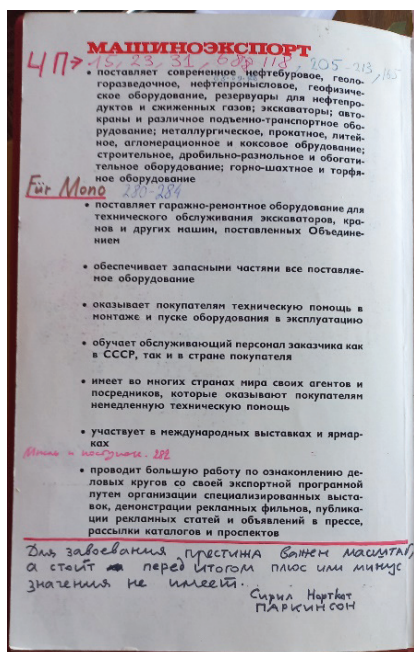 МАШИНОЭКСПОРТ
ЧП→ 15, 23, 31, 68, 118, 205-213,
• поставляет современное нефтебуровое, геоло-
горазведочное, нефтепромысловое, геофизиче-
ское оборудование, резервуары для нефтепро-
дуктов и сжиженных газов; экскаваторы; авто-
краны и различное подъемно-транспортное обо-
рудование; металлургическое, прокатное, литей-
ное, агломерационное и коксовое обрудование;
строительное, дробильно-размольное и обогати-
тельное оборудование; горно-шахтное и торфя-
ное оборудование
Für Mono 280-284
• поставляет гаражно-ремонтное оборудование для
технического обслуживания экскаваторов, кра-
нов и других машин, поставленных Объедине-
нием
• обеспечивает запасными частями все поставляе-
мое оборудование
• оказывает покупателям техническую помощь в
монтаже и пуске оборудования в эксплуатацию
• обучает обслуживающий персонал заказчика как
в СССР, так и в стране покупателя
• имеет во многих странах мира своих агентов и
посредников, которые оказывают покупателям
немедленную техническую помощь
• участвует в международных выставках и ярмар-
ках
282
• проводит большую работу по ознакомлению де-
ловых кругов со своей экспортной программой
путем организации специализированных выста-
вок, демонстрации рекламных фильмов, публика-
ции рекламных статей и объявлений в прессе,
рассылки каталогов и проспектов
Для завоевания престижа важен масштаб,
а стоит перед итогом плюс или минус
значения не имеет.
Сирил Норткот
ПАРКИНСОН